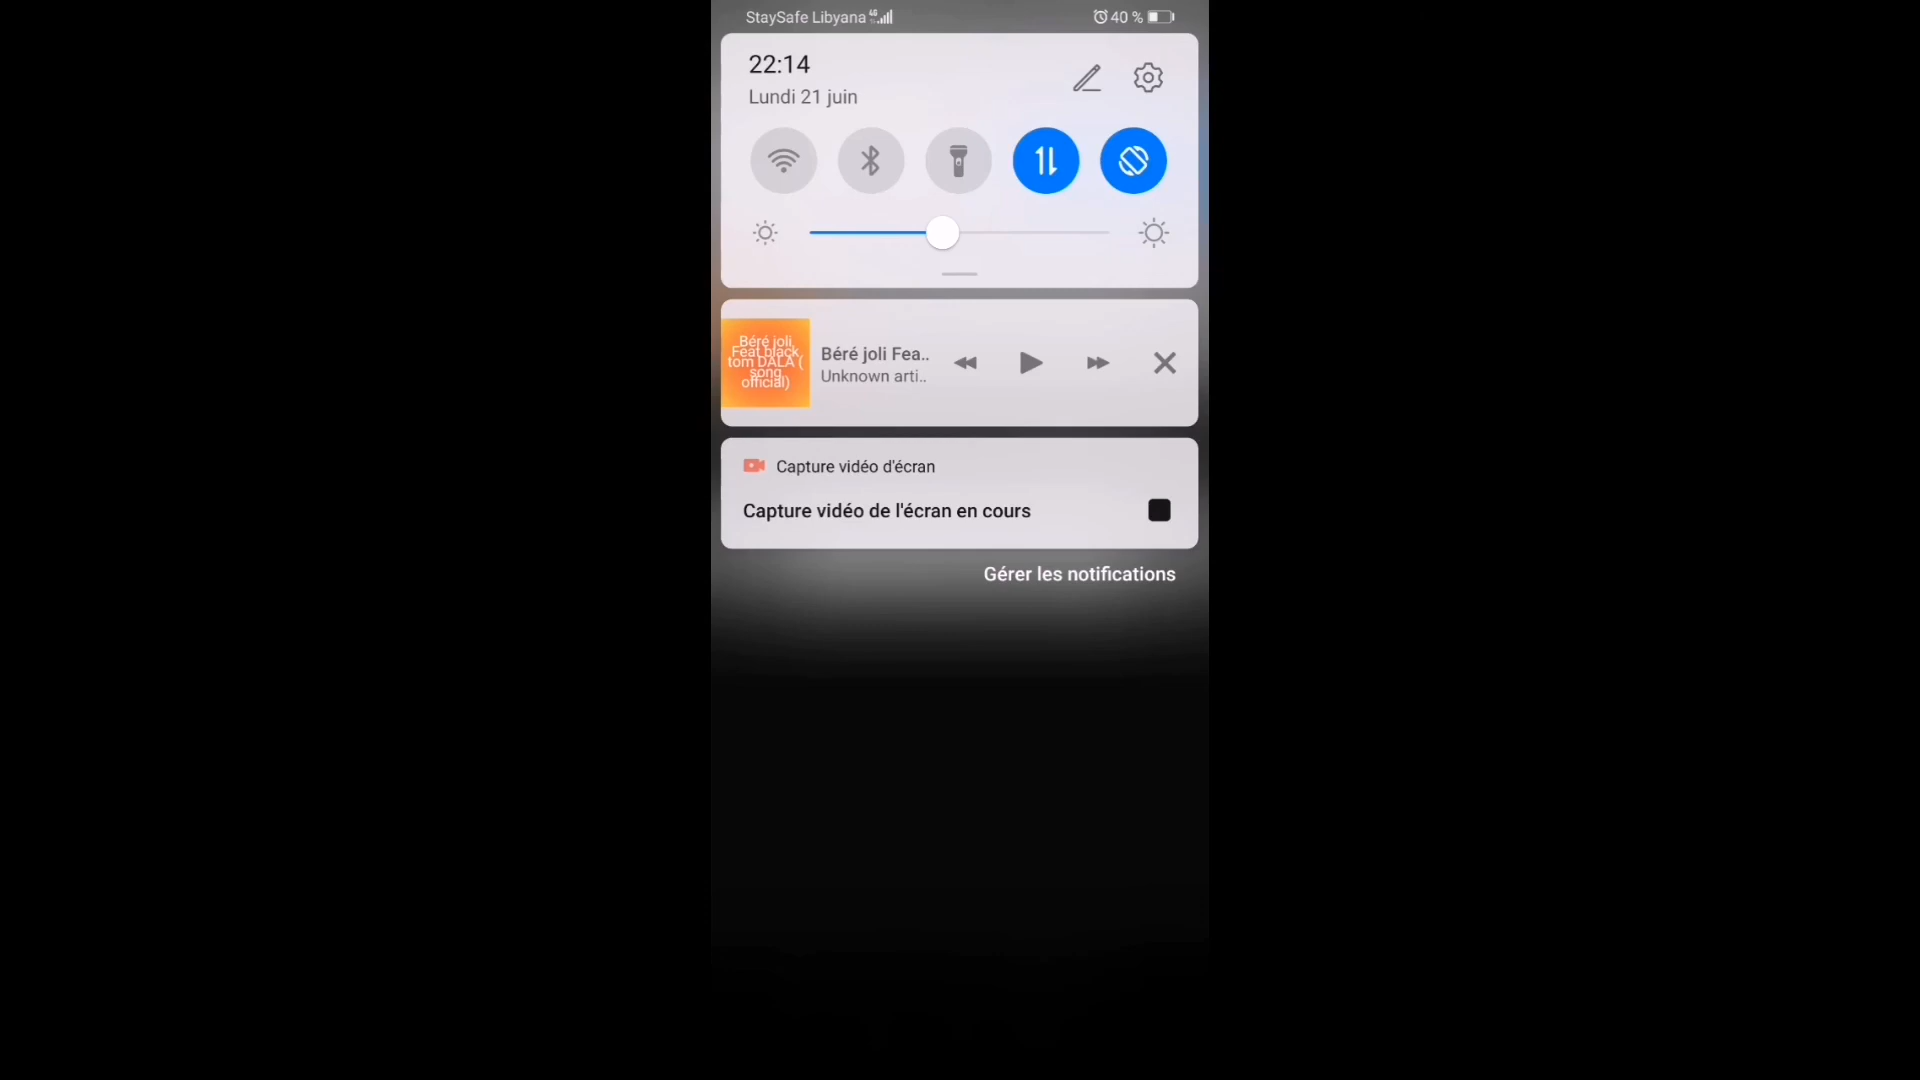 StaySafe Libyana 4G
40 %
22:14
Lundi 21 juin
Béré joli
Feat black
tom DALA (
song
official)
Béré joli Fea..
Unknown arti..
Capture vidéo d'écran
Capture vidéo de l'écran en cours
Gérer les notifications